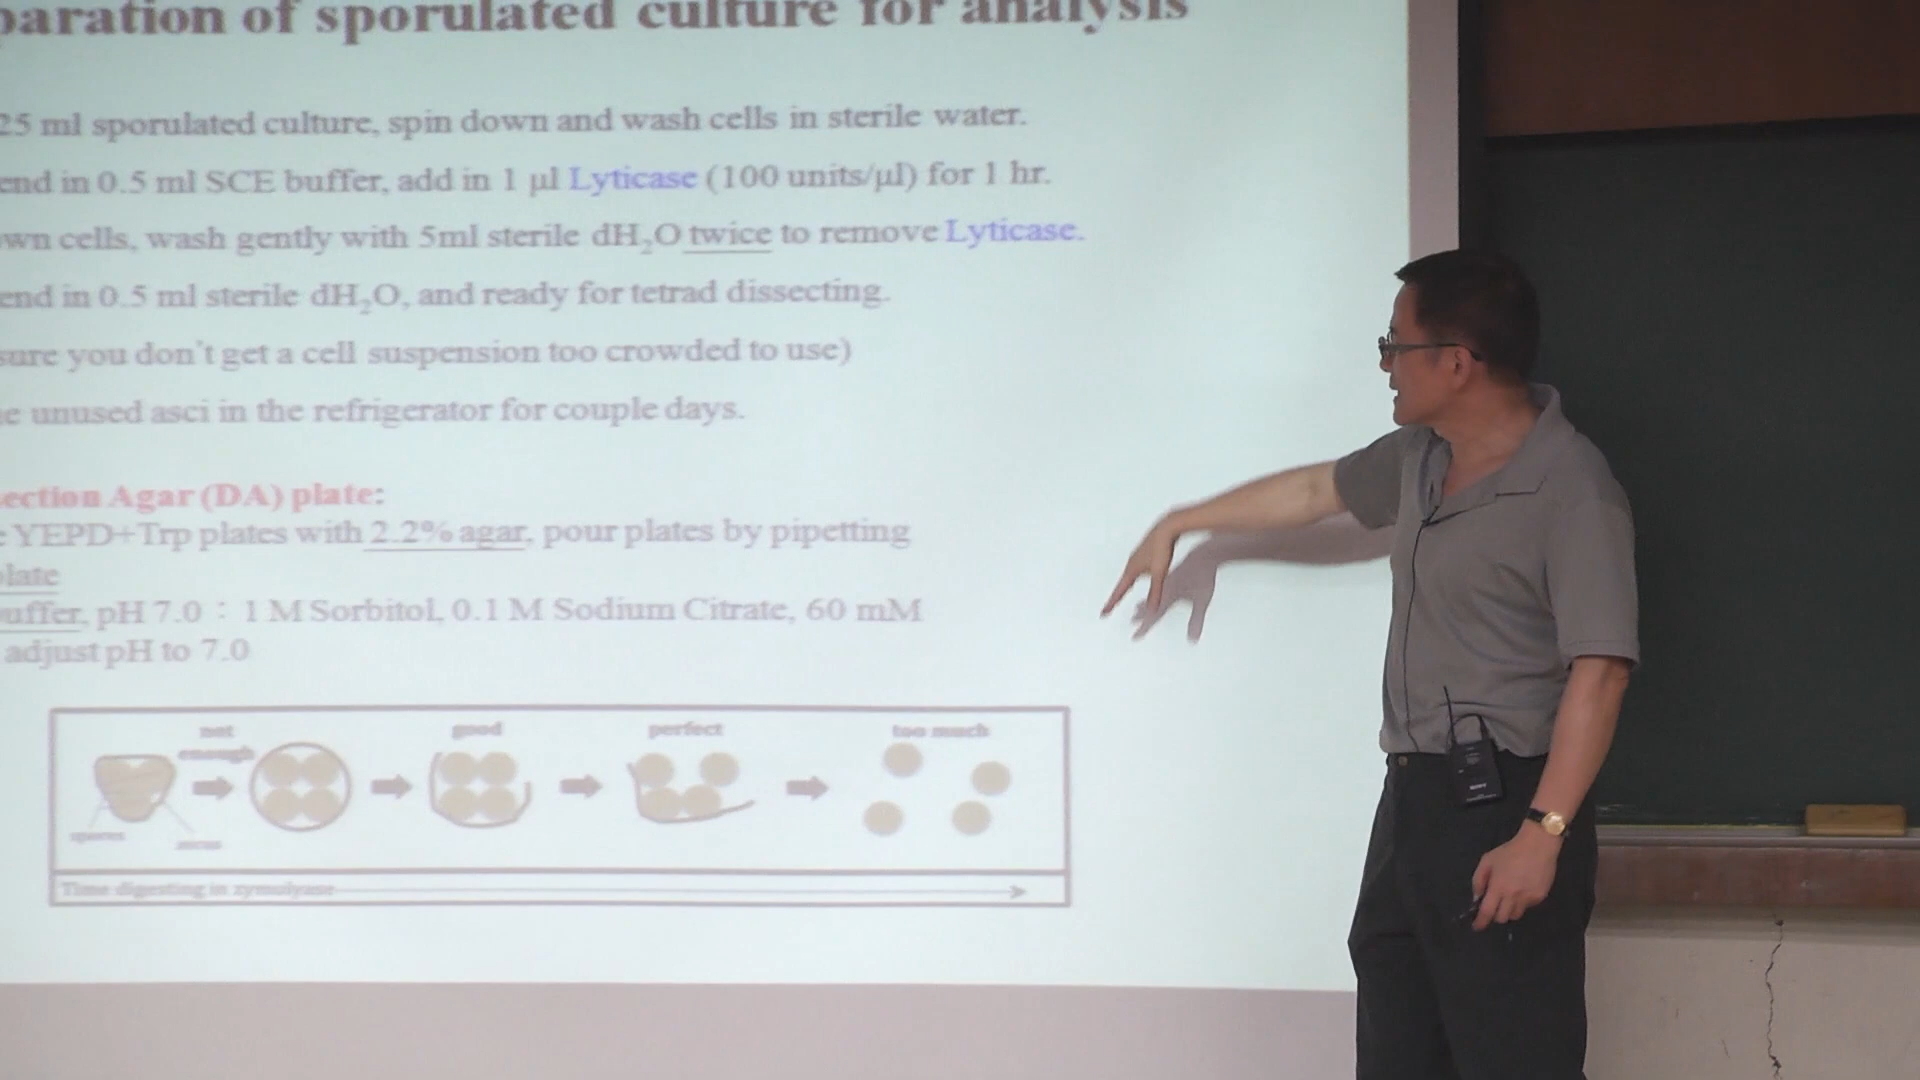 paration of sporulated culture for analysis
25 ml sporulated culture, spin down and wash cells in sterile water.
end in 0.5 ml SCE buffer, add in 1 μl Lyticase (100 units/μl) for 1 hr.
wn cells, wash gently with 5ml sterile dH₂O twice to remove Lyticase.
end in 0.5 ml sterile dH₂O, and ready for tetrad dissecting.
sure you don't get a cell suspension too crowded to use)
e unused asci in the refrigerator for couple days.
ection Agar (DA) plate:
: YEPD+Trp plates with 2.2% agar, pour plates by pipetting
late
uffer, pH 7.0 : 1 M Sorbitol, 0.1 M Sodium Citrate, 60 mM
adjust pH to 7.0
not enough
good
perfect
too much
spores
ascus
Time digesting in zymolyase
SONY